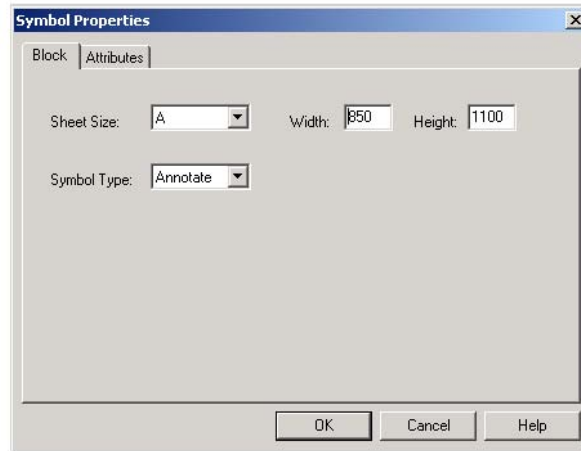 Symbol Properties
Block Attributes
Sheet Size: A Width: 850 Height: 1100
Symbol Type: Annotate
OK Cancel Help